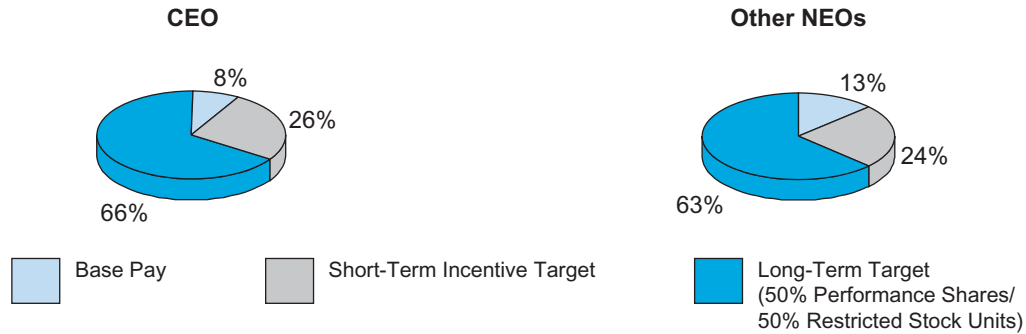 CEO
8%
26%
66%
Other NEOs
13%
24%
63%
Base Pay
Short-Term Incentive Target
Long-Term Target
(50% Performance Shares/
50% Restricted Stock Units)